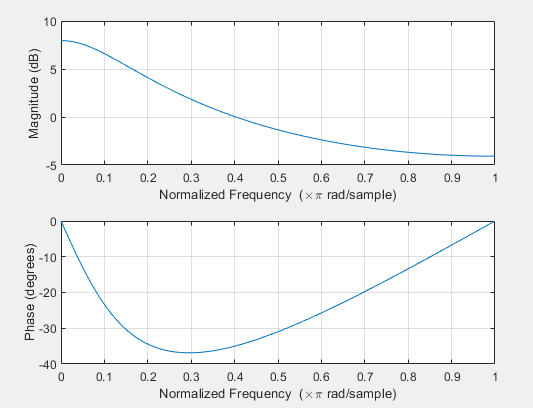 Magnitude (dB)
10
5
0
-5
0 0.1 0.2 0.3 0.4 0.5 0.6 0.7 0.8 0.9 1
Normalized Frequency (×π rad/sample)
Phase (degrees)
0
-10
-20
-30
-40
0 0.1 0.2 0.3 0.4 0.5 0.6 0.7 0.8 0.9 1
Normalized Frequency (×π rad/sample)